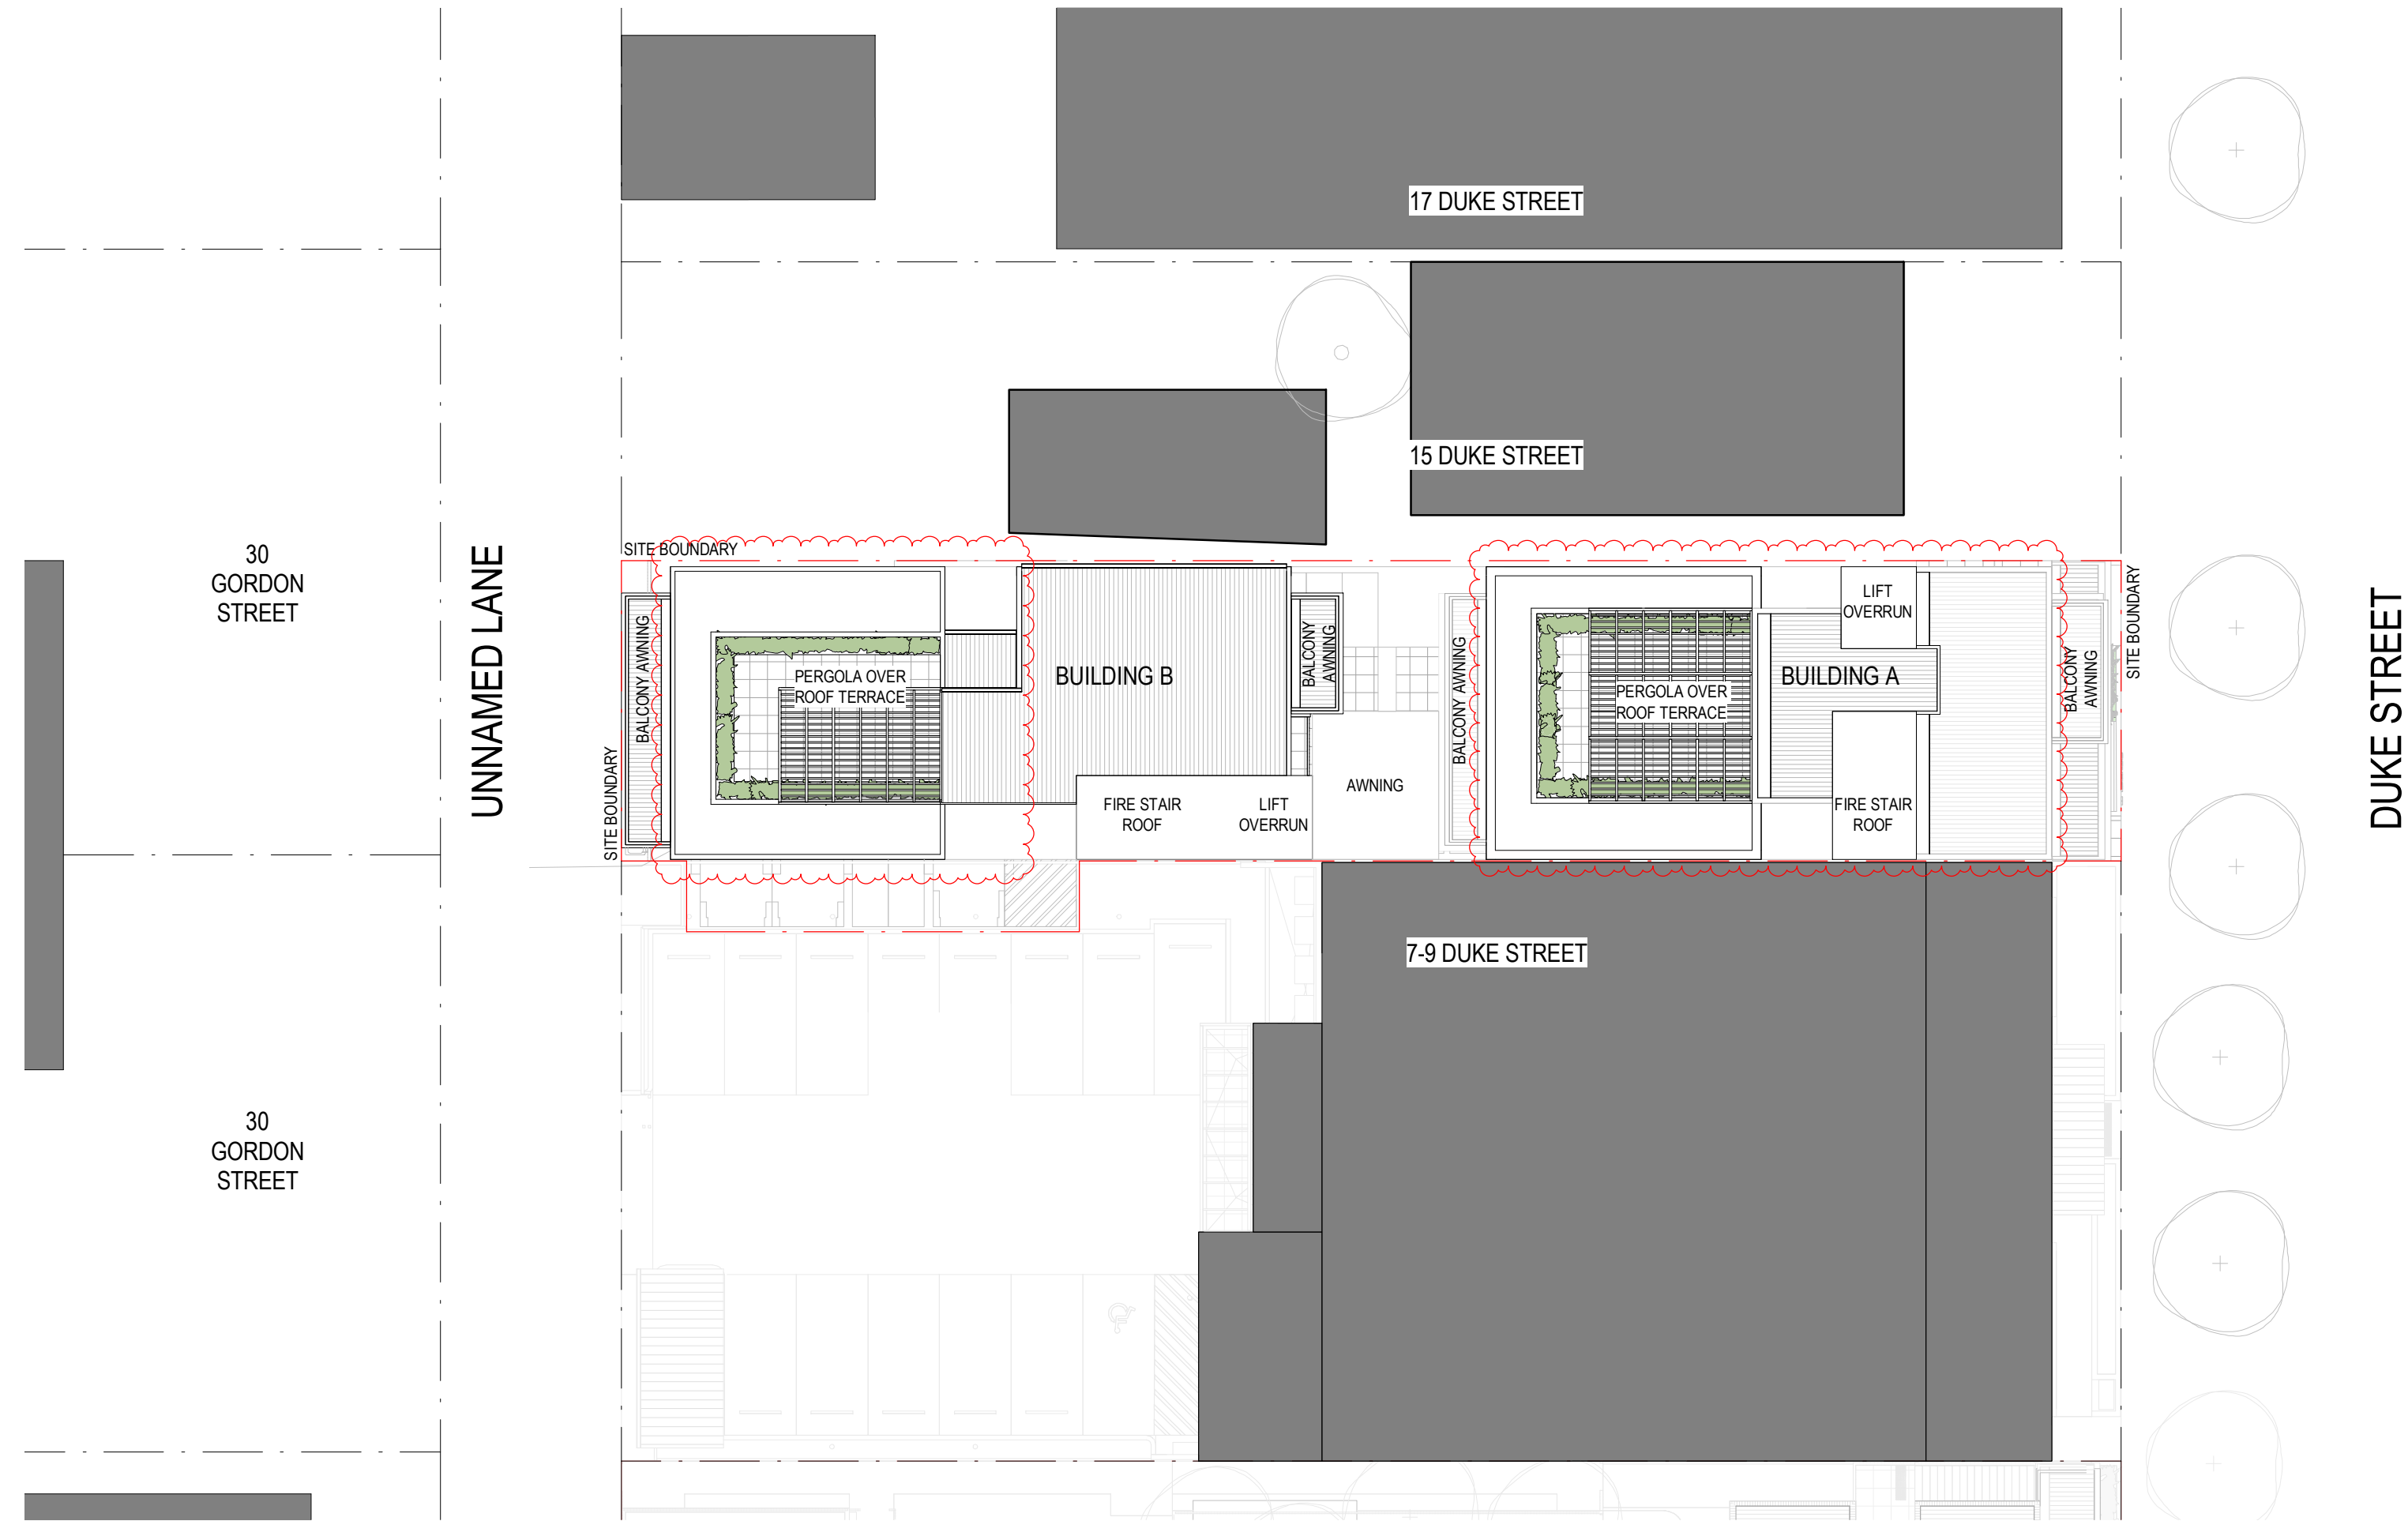 17 DUKE STREET
15 DUKE STREET
30
GORDON
STREET
UNNAMED LANE
SITE BOUNDARY
SITE BOUNDARY
BALCONY AWNING
PERGOLA OVER
ROOF TERRACE
BUILDING B
BALCONY
AWNING
FIRE STAIR
ROOF
LIFT
OVERRUN
AWNING
BALCONY AWNING
PERGOLA OVER
ROOF TERRACE
BUILDING A
LIFT
OVERRUN
FIRE STAIR
ROOF
BALCONY
AWNING
SITE BOUNDARY
DUKE STREET
7-9 DUKE STREET
30
GORDON
STREET